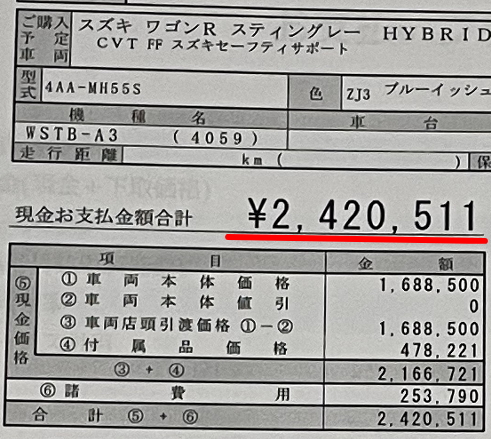 ご購入予定車両 スズキ ワゴンR スティングレー HYBRID
CVT FF スズキセーフティサポート
型式 4AA-MH55S 色 ZJ3 ブルーイッシュ
機種名 車台
WSTB-A3 (4059)
走行距離 km ( ) 保
現金お支払金額合計 ¥2,420,511
項目 金額
⑤現金価格
①車両本体価格 1,688,500
②車両本体値引 0
③車両店頭引渡価格 ①-② 1,688,500
④付属品価格 478,221
③+④ 2,166,721
⑥諸費用 253,790
合計 ⑤+⑥ 2,420,511